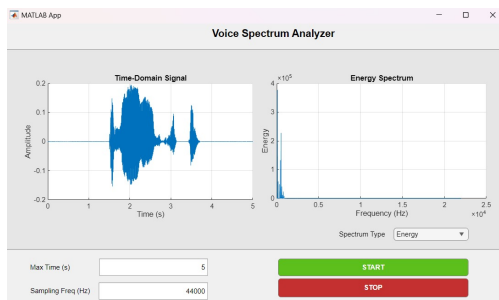 MATLAB App
Voice Spectrum Analyzer
Time-Domain Signal
0.2
0.1
0
-0.1
-0.2
Amplitude
0 1 2 3 4 5
Time (s)
×10⁵
Energy Spectrum
4
3
2
1
0
Energy
0 0.5 1 1.5 2 2.5
Frequency (Hz)
×10⁴
Spectrum Type Energy
Max Time (s) 5
START
Sampling Freq (Hz) 44000
STOP